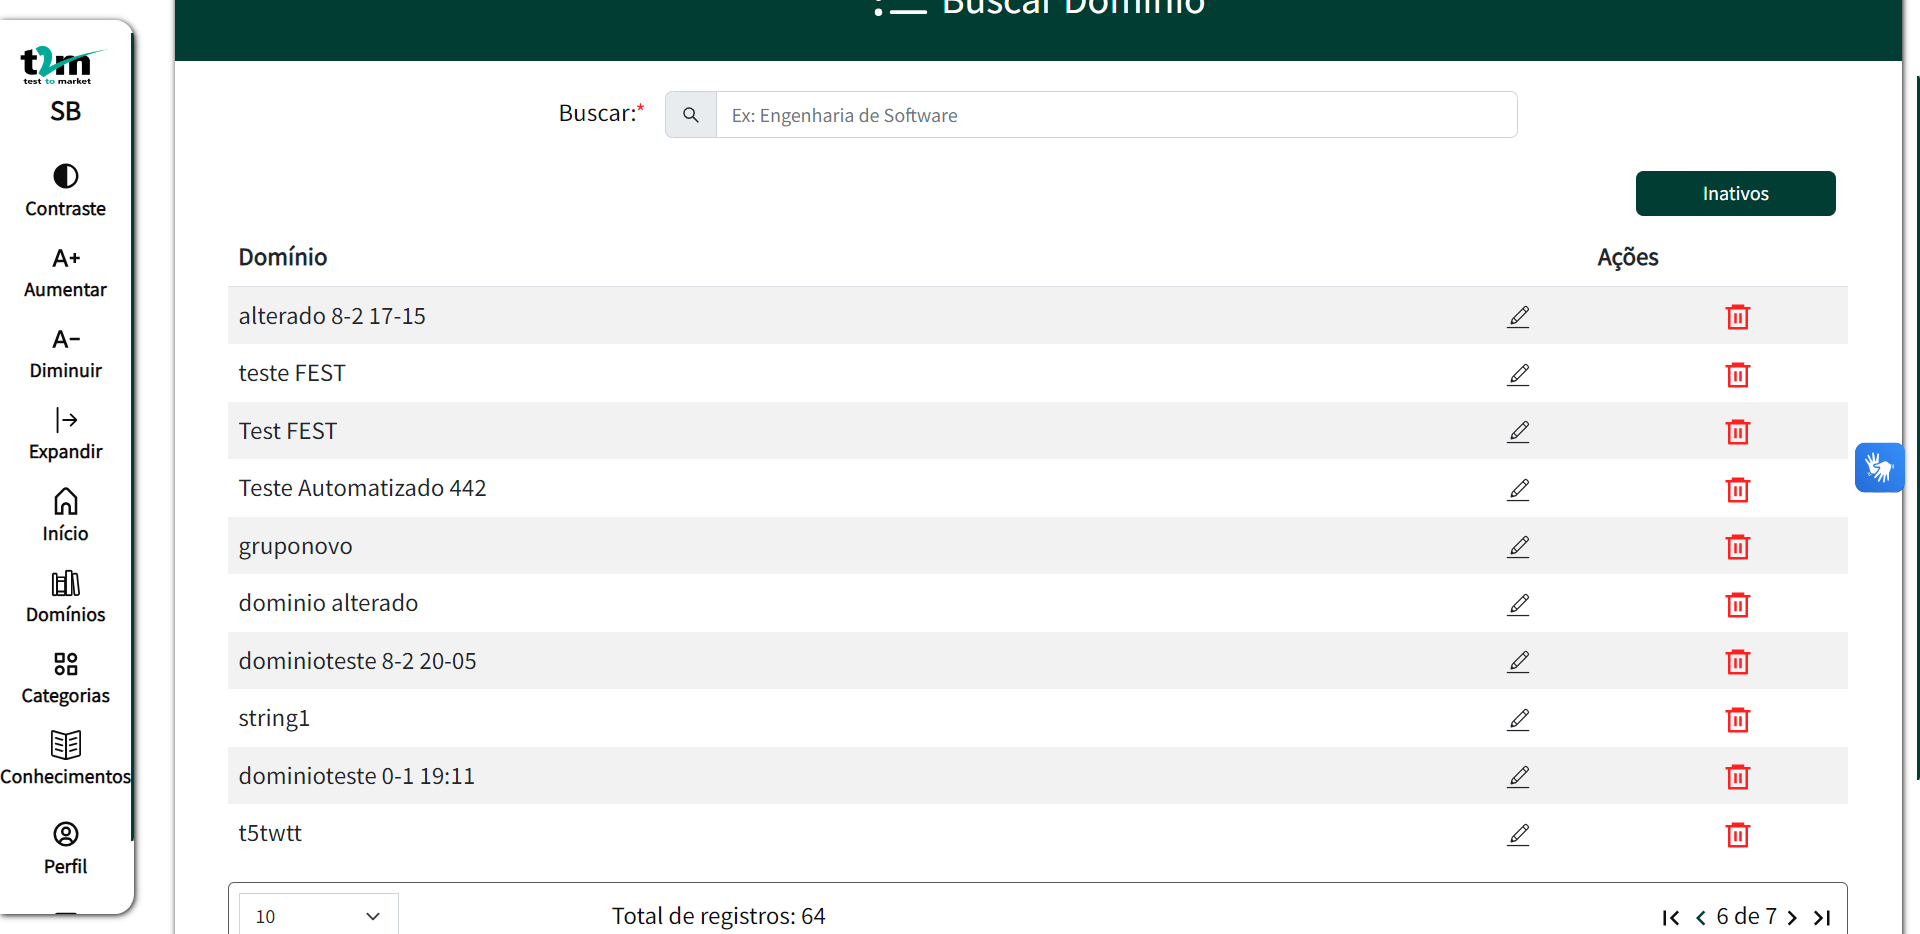 Buscar Domínio
t2m
test to market
SB
Contraste
A+
Aumentar
A-
Diminuir
Expandir
Início
Domínios
Categorias
Conhecimentos
Perfil
Buscar:*
Ex: Engenharia de Software
Inativos
Domínio Ações
alterado 8-2 17-15
teste FEST
Test FEST
Teste Automatizado 442
gruponovo
dominio alterado
dominioteste 8-2 20-05
string1
dominioteste 0-1 19:11
t5twtt
10 Total de registros: 64 6 de 7